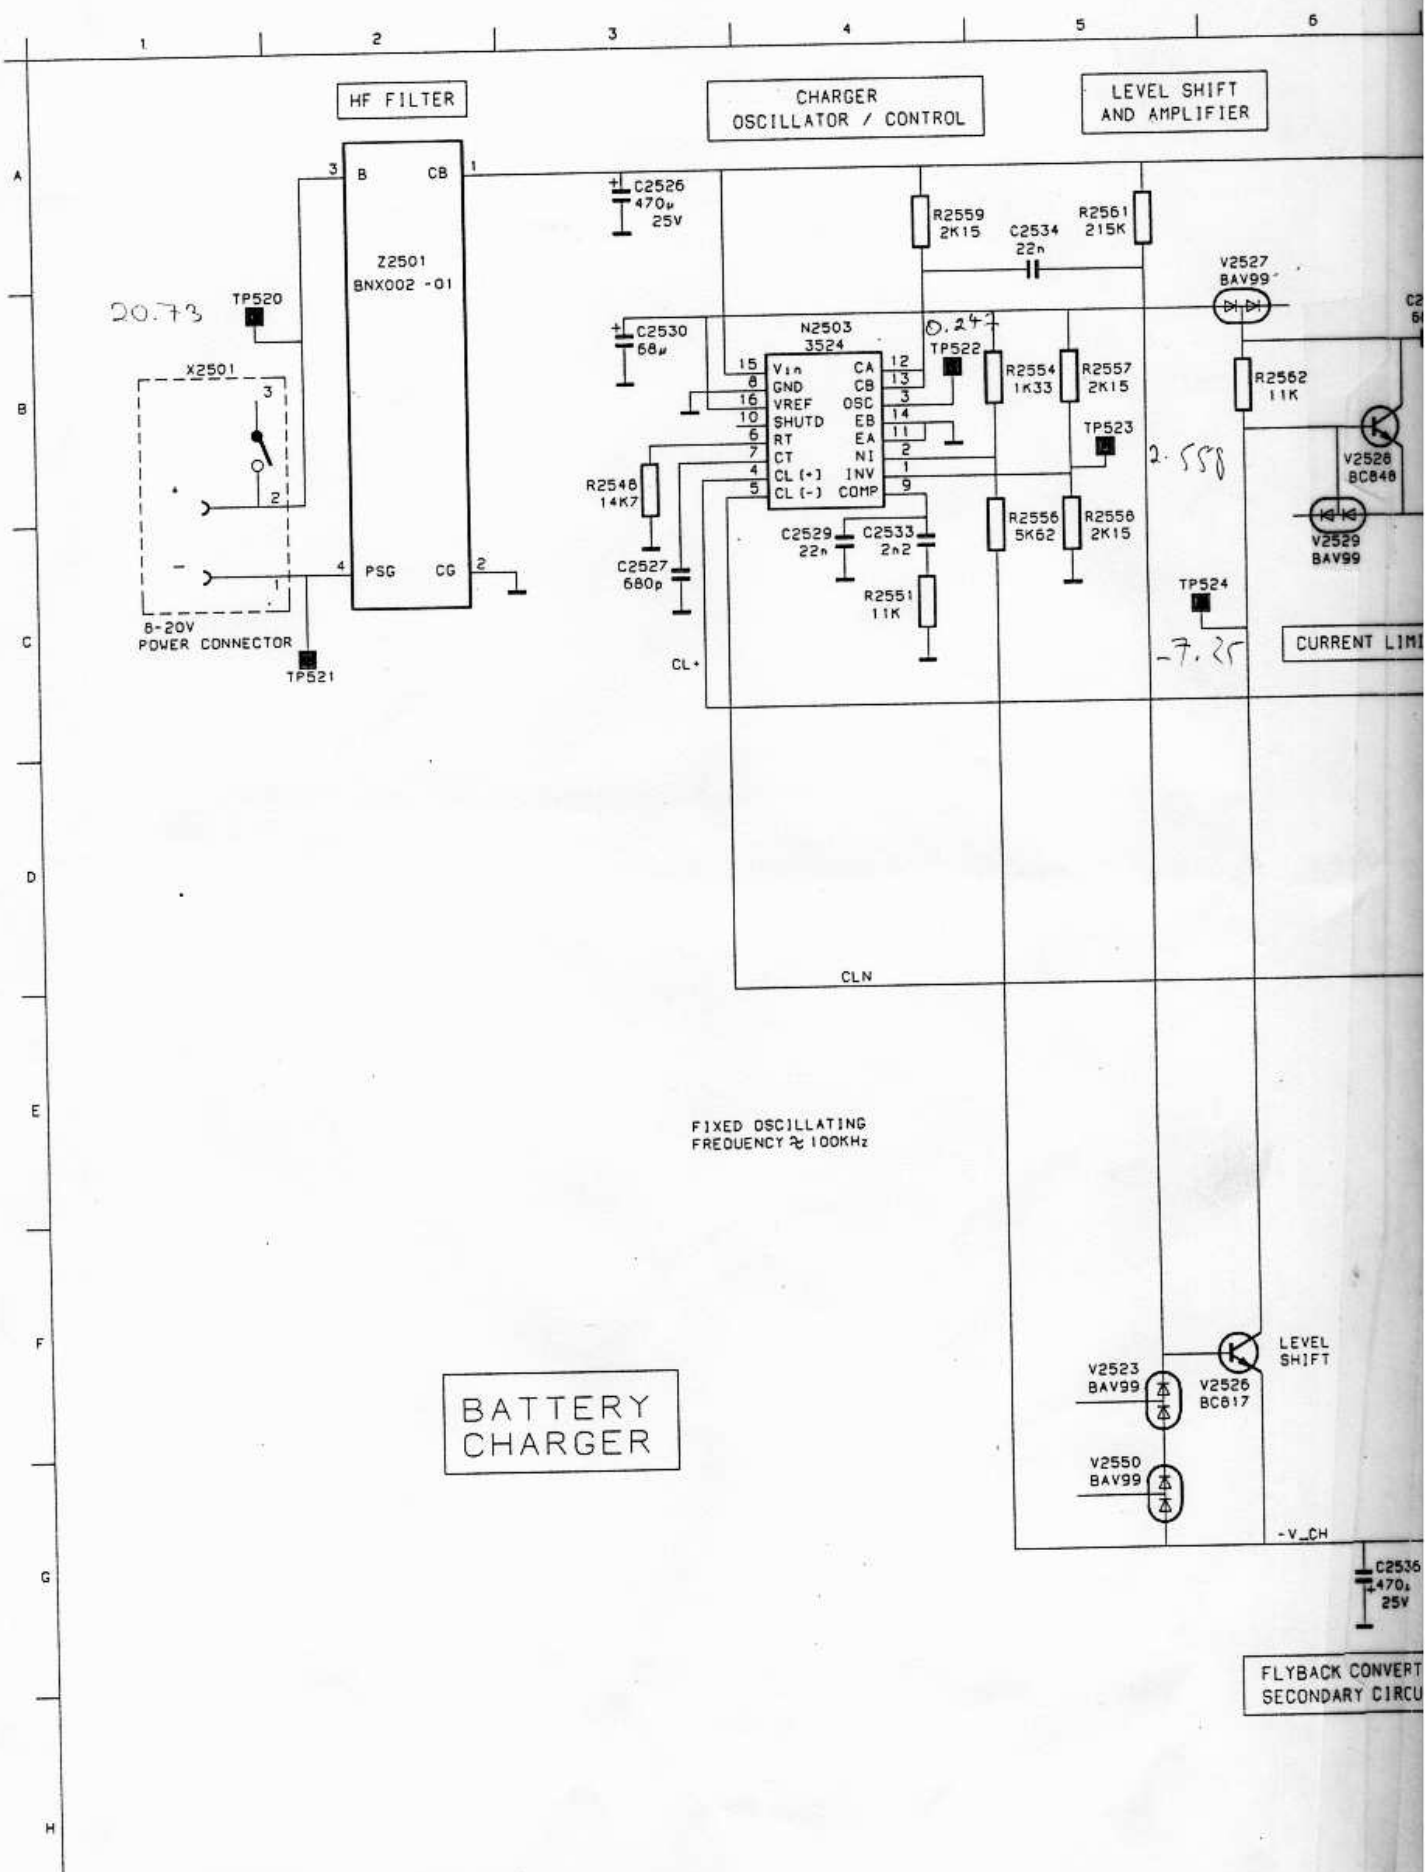 1
2
3
4
5
6
HF FILTER
CHARGER
OSCILLATOR / CONTROL
LEVEL SHIFT
AND AMPLIFIER
A
3
B
CB
1
Z2501
BNX002 -01
+
C2526
470µ
25V
R2559
2K15
C2534
22n
R2561
215K
V2527
BAV99
20.73
TP520
X2501
3
+
2
-
1
4
PSG
CG
2
8-20V
POWER CONNECTOR
TP521
B
+
C2530
68µ
N2503
3524
15
Vin
CA
12
8
GND
CB
13
16
VREF
OSC
3
10
SHUTD
EB
14
6
RT
EA
11
7
CT
NI
2
4
CL (+)
INV
1
5
CL (-)
COMP
9
0.247
TP522
R2554
1K33
R2557
2K15
R2562
11K
TP523
2.558
V2528
BC848
R2548
14K7
C2529
22n
C2533
2n2
R2556
5K62
R2558
2K15
V2529
BAV99
C2527
680p
R2551
11K
TP524
-7.25
C
CL+
CURRENT LIMI
D
CLN
E
FIXED OSCILLATING
FREQUENCY ≈ 100KHz
F
BATTERY
CHARGER
V2523
BAV99
V2526
BC817
LEVEL
SHIFT
V2550
BAV99
-V_CH
G
C2536
+470µ
25V
FLYBACK CONVERT
SECONDARY CIRCU
H